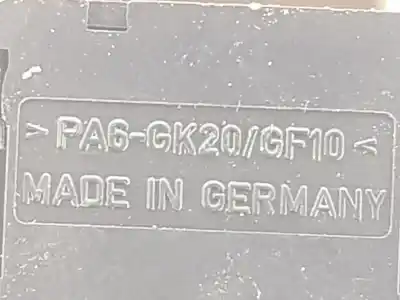 > PA6-GK20/GF10 <
MADE IN GERMANY